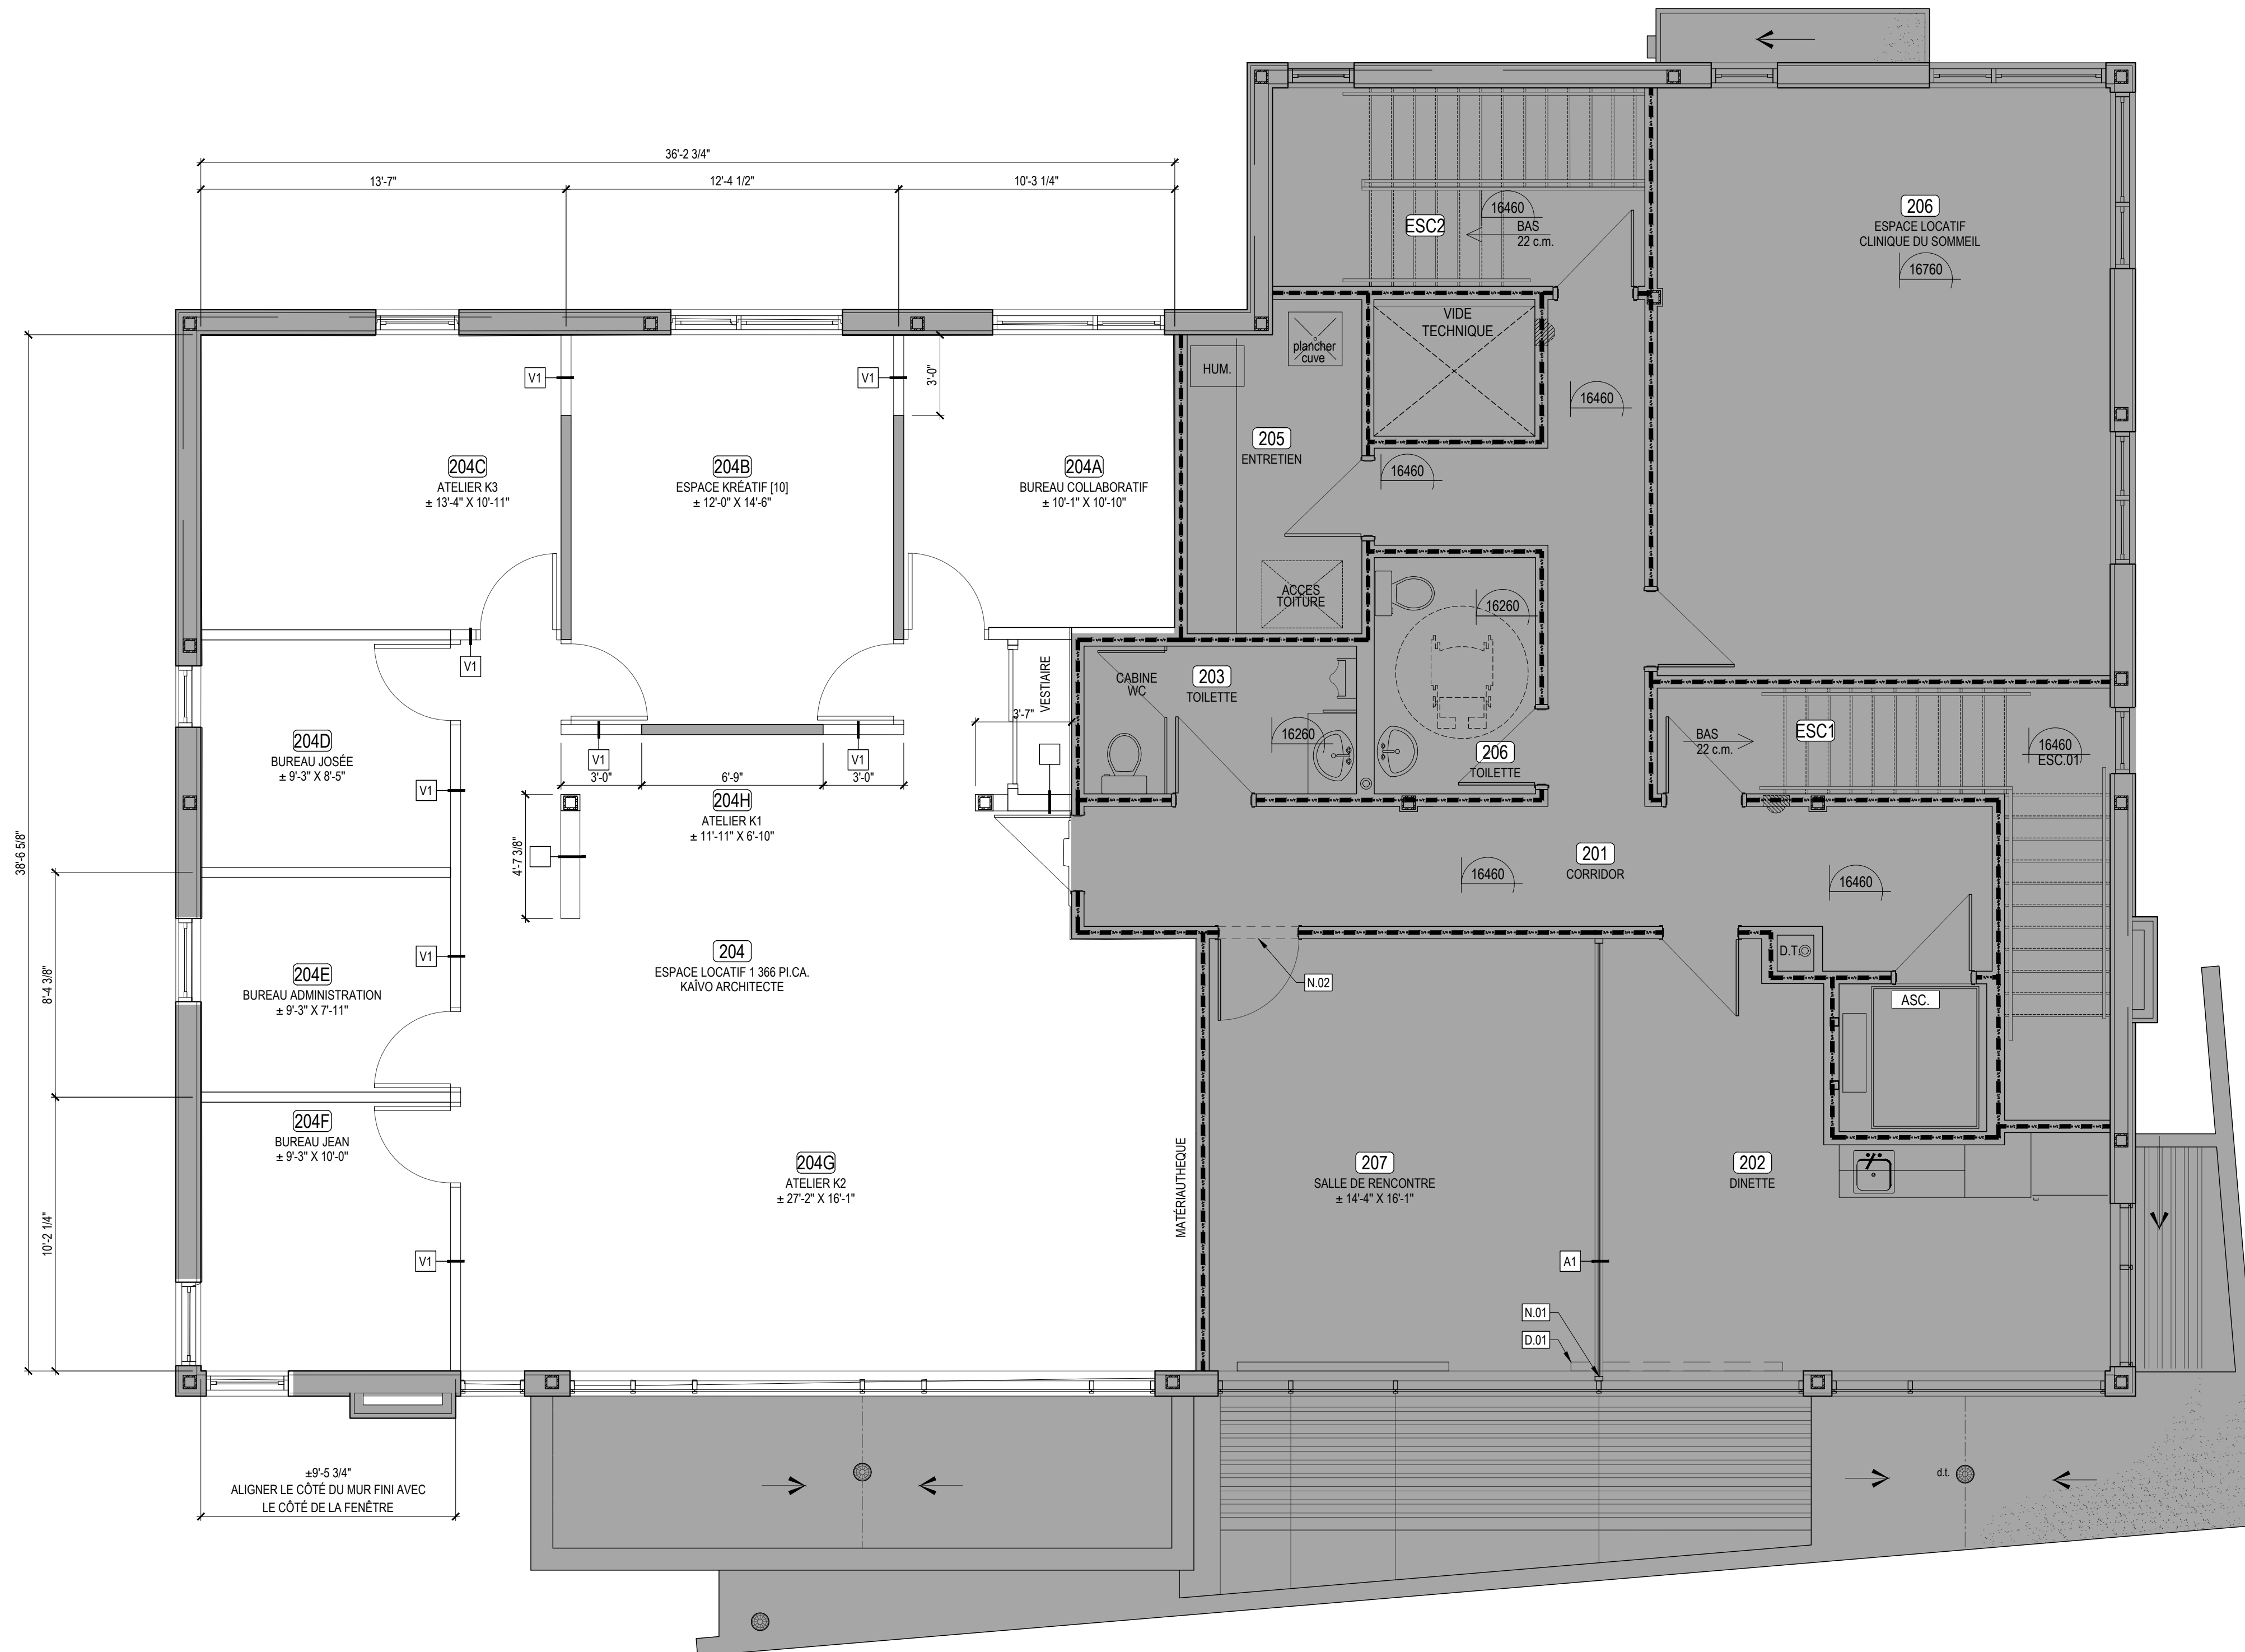 36'-2 3/4"
13'-7"
12'-4 1/2"
10'-3 1/4"
ESC2
16460
BAS
22 c.m.
206
ESPACE LOCATIF
CLINIQUE DU SOMMEIL
16760
VIDE
TECHNIQUE
plancher
cuve
HUM.
V1
V1
3'-0"
16460
205
ENTRETIEN
16460
204C
ATELIER K3
± 13'-4" X 10'-11"
204B
ESPACE KRÉATIF [10]
± 12'-0" X 14'-6"
204A
BUREAU COLLABORATIF
± 10'-1" X 10'-10"
ACCES
TOITURE
16260
V1
VESTIAIRE
CABINE
WC
203
TOILETTE
3'-7"
16260
206
TOILETTE
BAS
22 c.m.
ESC1
16460
ESC.01
204D
BUREAU JOSÉE
± 9'-3" X 8'-5"
V1
V1
V1
3'-0"
6'-9"
3'-0"
204H
ATELIER K1
± 11'-11" X 6'-10"
38'-6 5/8"
4'-7 3/8"
201
CORRIDOR
16460
16460
204
ESPACE LOCATIF 1 366 PI.CA.
KAÏVO ARCHITECTE
V1
204E
BUREAU ADMINISTRATION
± 9'-3" X 7'-11"
8'-4 3/8"
N.02
D.T.
ASC.
204F
BUREAU JEAN
± 9'-3" X 10'-0"
204G
ATELIER K2
± 27'-2" X 16'-1"
MATÉRIAUTHEQUE
207
SALLE DE RENCONTRE
± 14'-4" X 16'-1"
202
DINETTE
10'-2 1/4"
V1
A1
N.01
D.01
±9'-5 3/4"
ALIGNER LE CÔTÉ DU MUR FINI AVEC
LE CÔTÉ DE LA FENÊTRE
d.t.